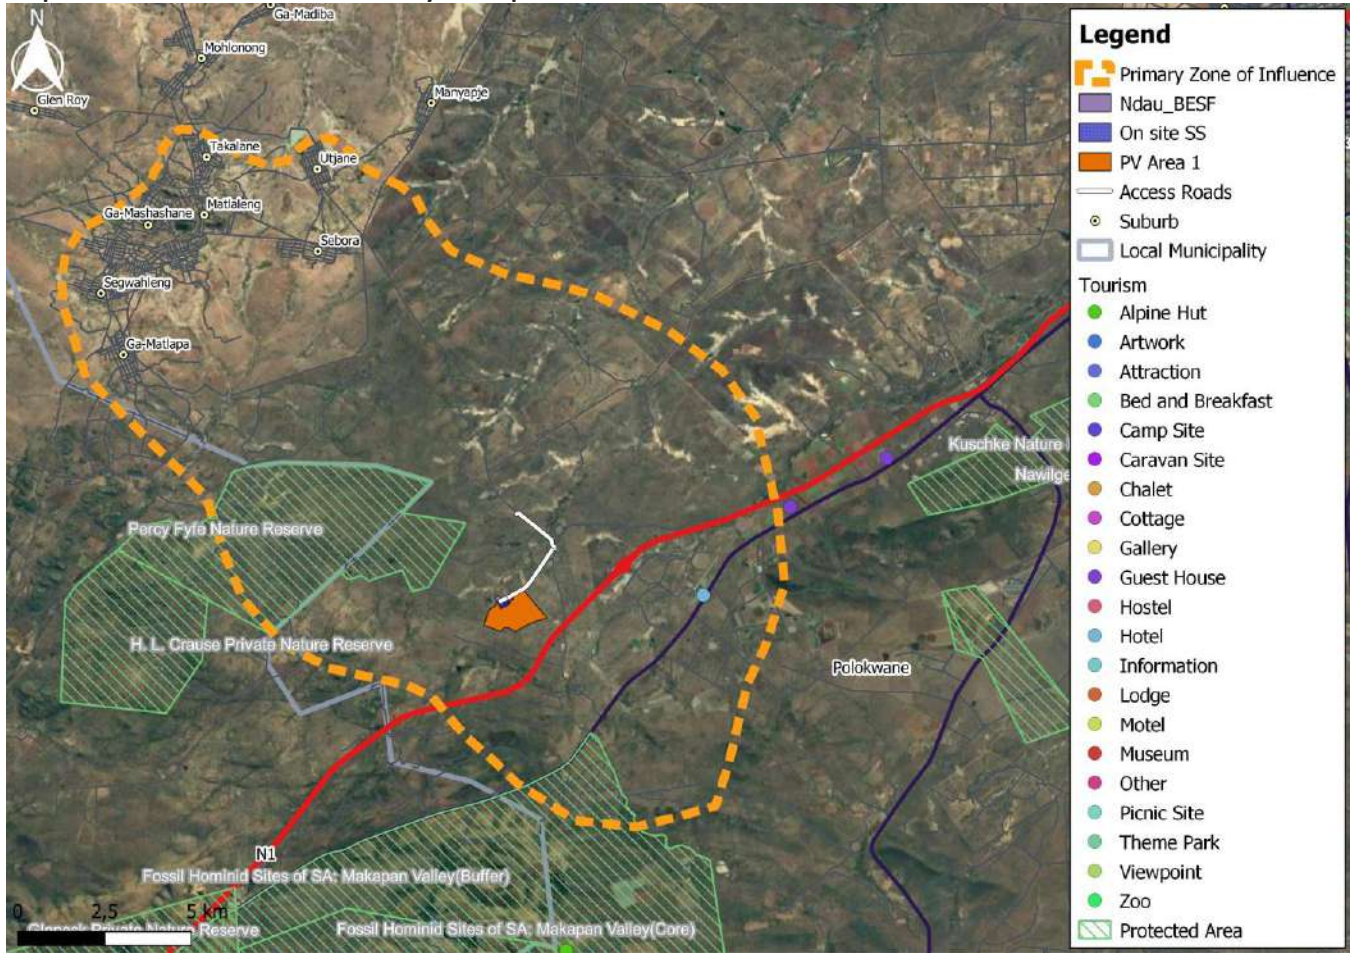 Ga-Madiba
N
Mohlonong
Glen Roy
Manyapje
Takalane
Utjane
Ga-Mashashane
Matlaleng
Sebora
Segwahleng
Ga-Matlapa
Kuschke Nature
Percy Fyfe Nature Reserve
H. L. Crause Private Nature Reserve
Polokwane
N1
Fossil Hominid Sites of SA: Makapan Valley(Buffer)
0 2,5 5 km
Private Nature Reserve
Fossil Hominid Sites of SA: Makapan Valley(Core)
Legend
Primary Zone of Influence
Ndau_BESF
On site SS
PV Area 1
Access Roads
Suburb
Local Municipality
Tourism
Alpine Hut
Artwork
Attraction
Bed and Breakfast
Camp Site
Caravan Site
Chalet
Cottage
Gallery
Guest House
Hostel
Hotel
Information
Lodge
Motel
Museum
Other
Picnic Site
Theme Park
Viewpoint
Zoo
Protected Area